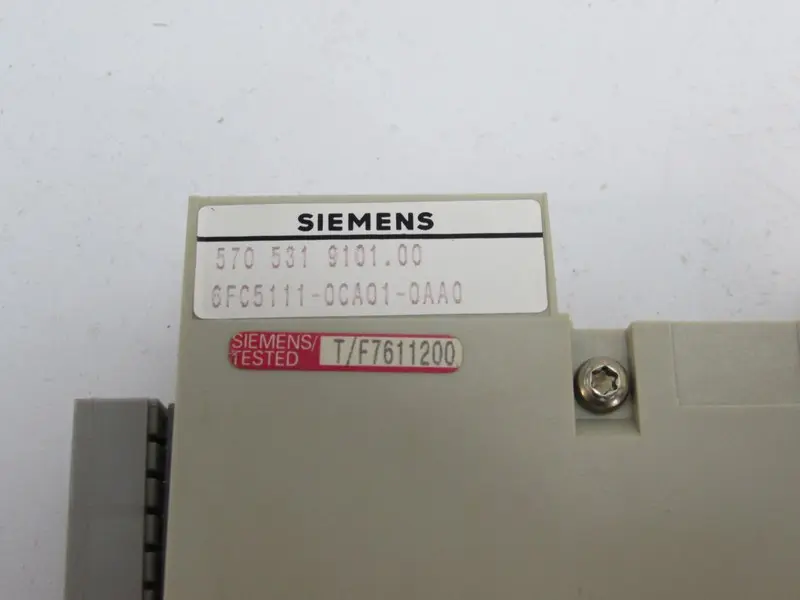 SIEMENS
570 531 9101.00
6FC5111-0CA01-0AA0
SIEMENS/
TESTED
T/F7611200